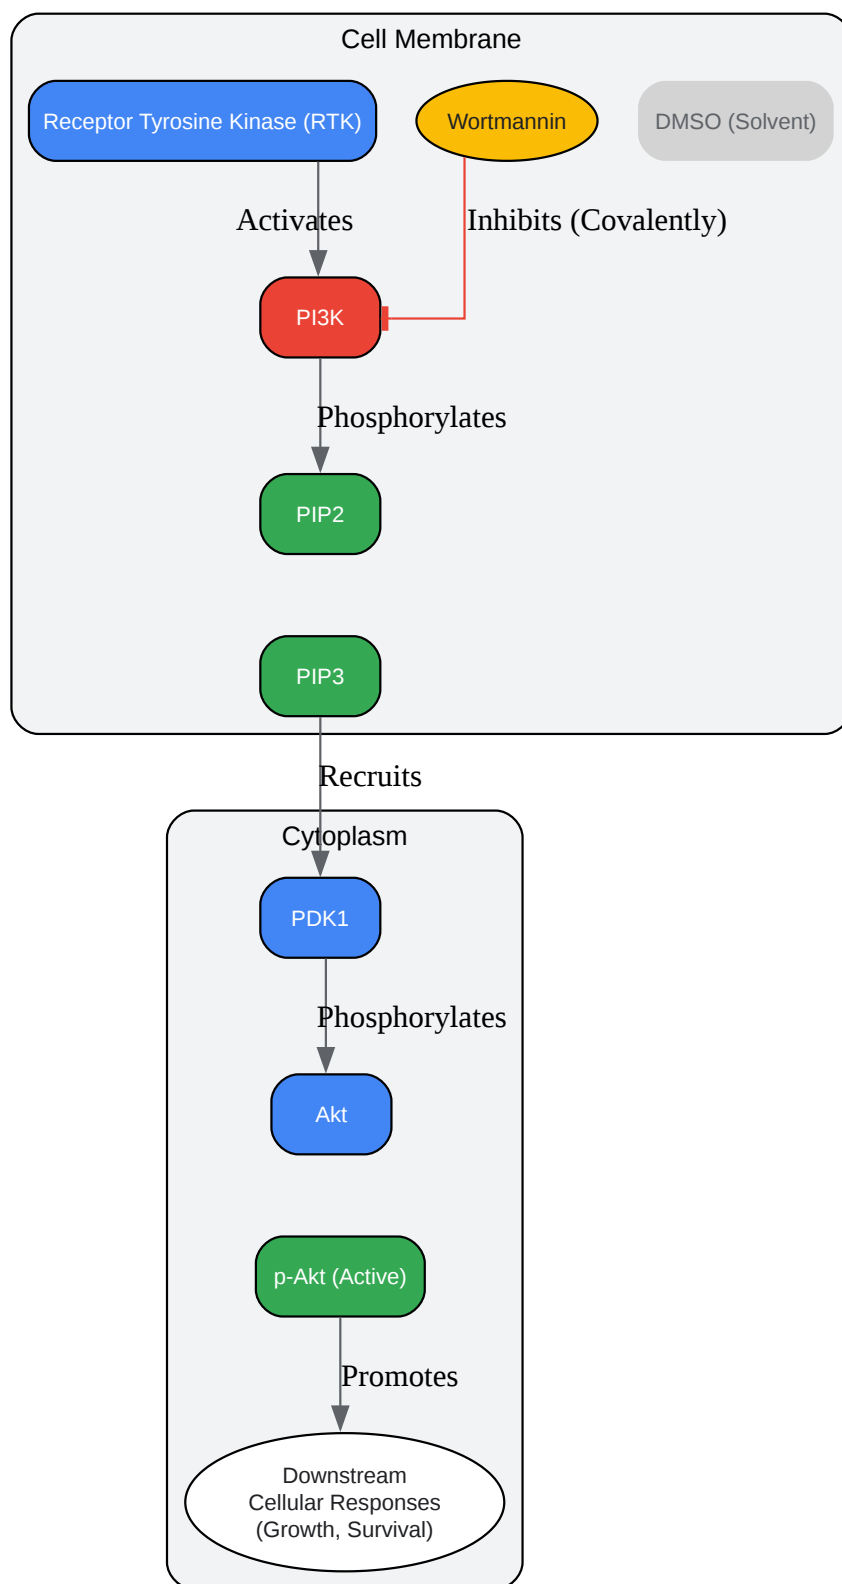 Cell Membrane
Receptor Tyrosine Kinase (RTK)
Wortmannin
DMSO (Solvent)
Activates
Inhibits (Covalently)
PI3K
Phosphorylates
PIP2
PIP3
Recruits
Cytoplasm
PDK1
Phosphorylates
Akt
p-Akt (Active)
Promotes
Downstream
Cellular Responses
(Growth, Survival)